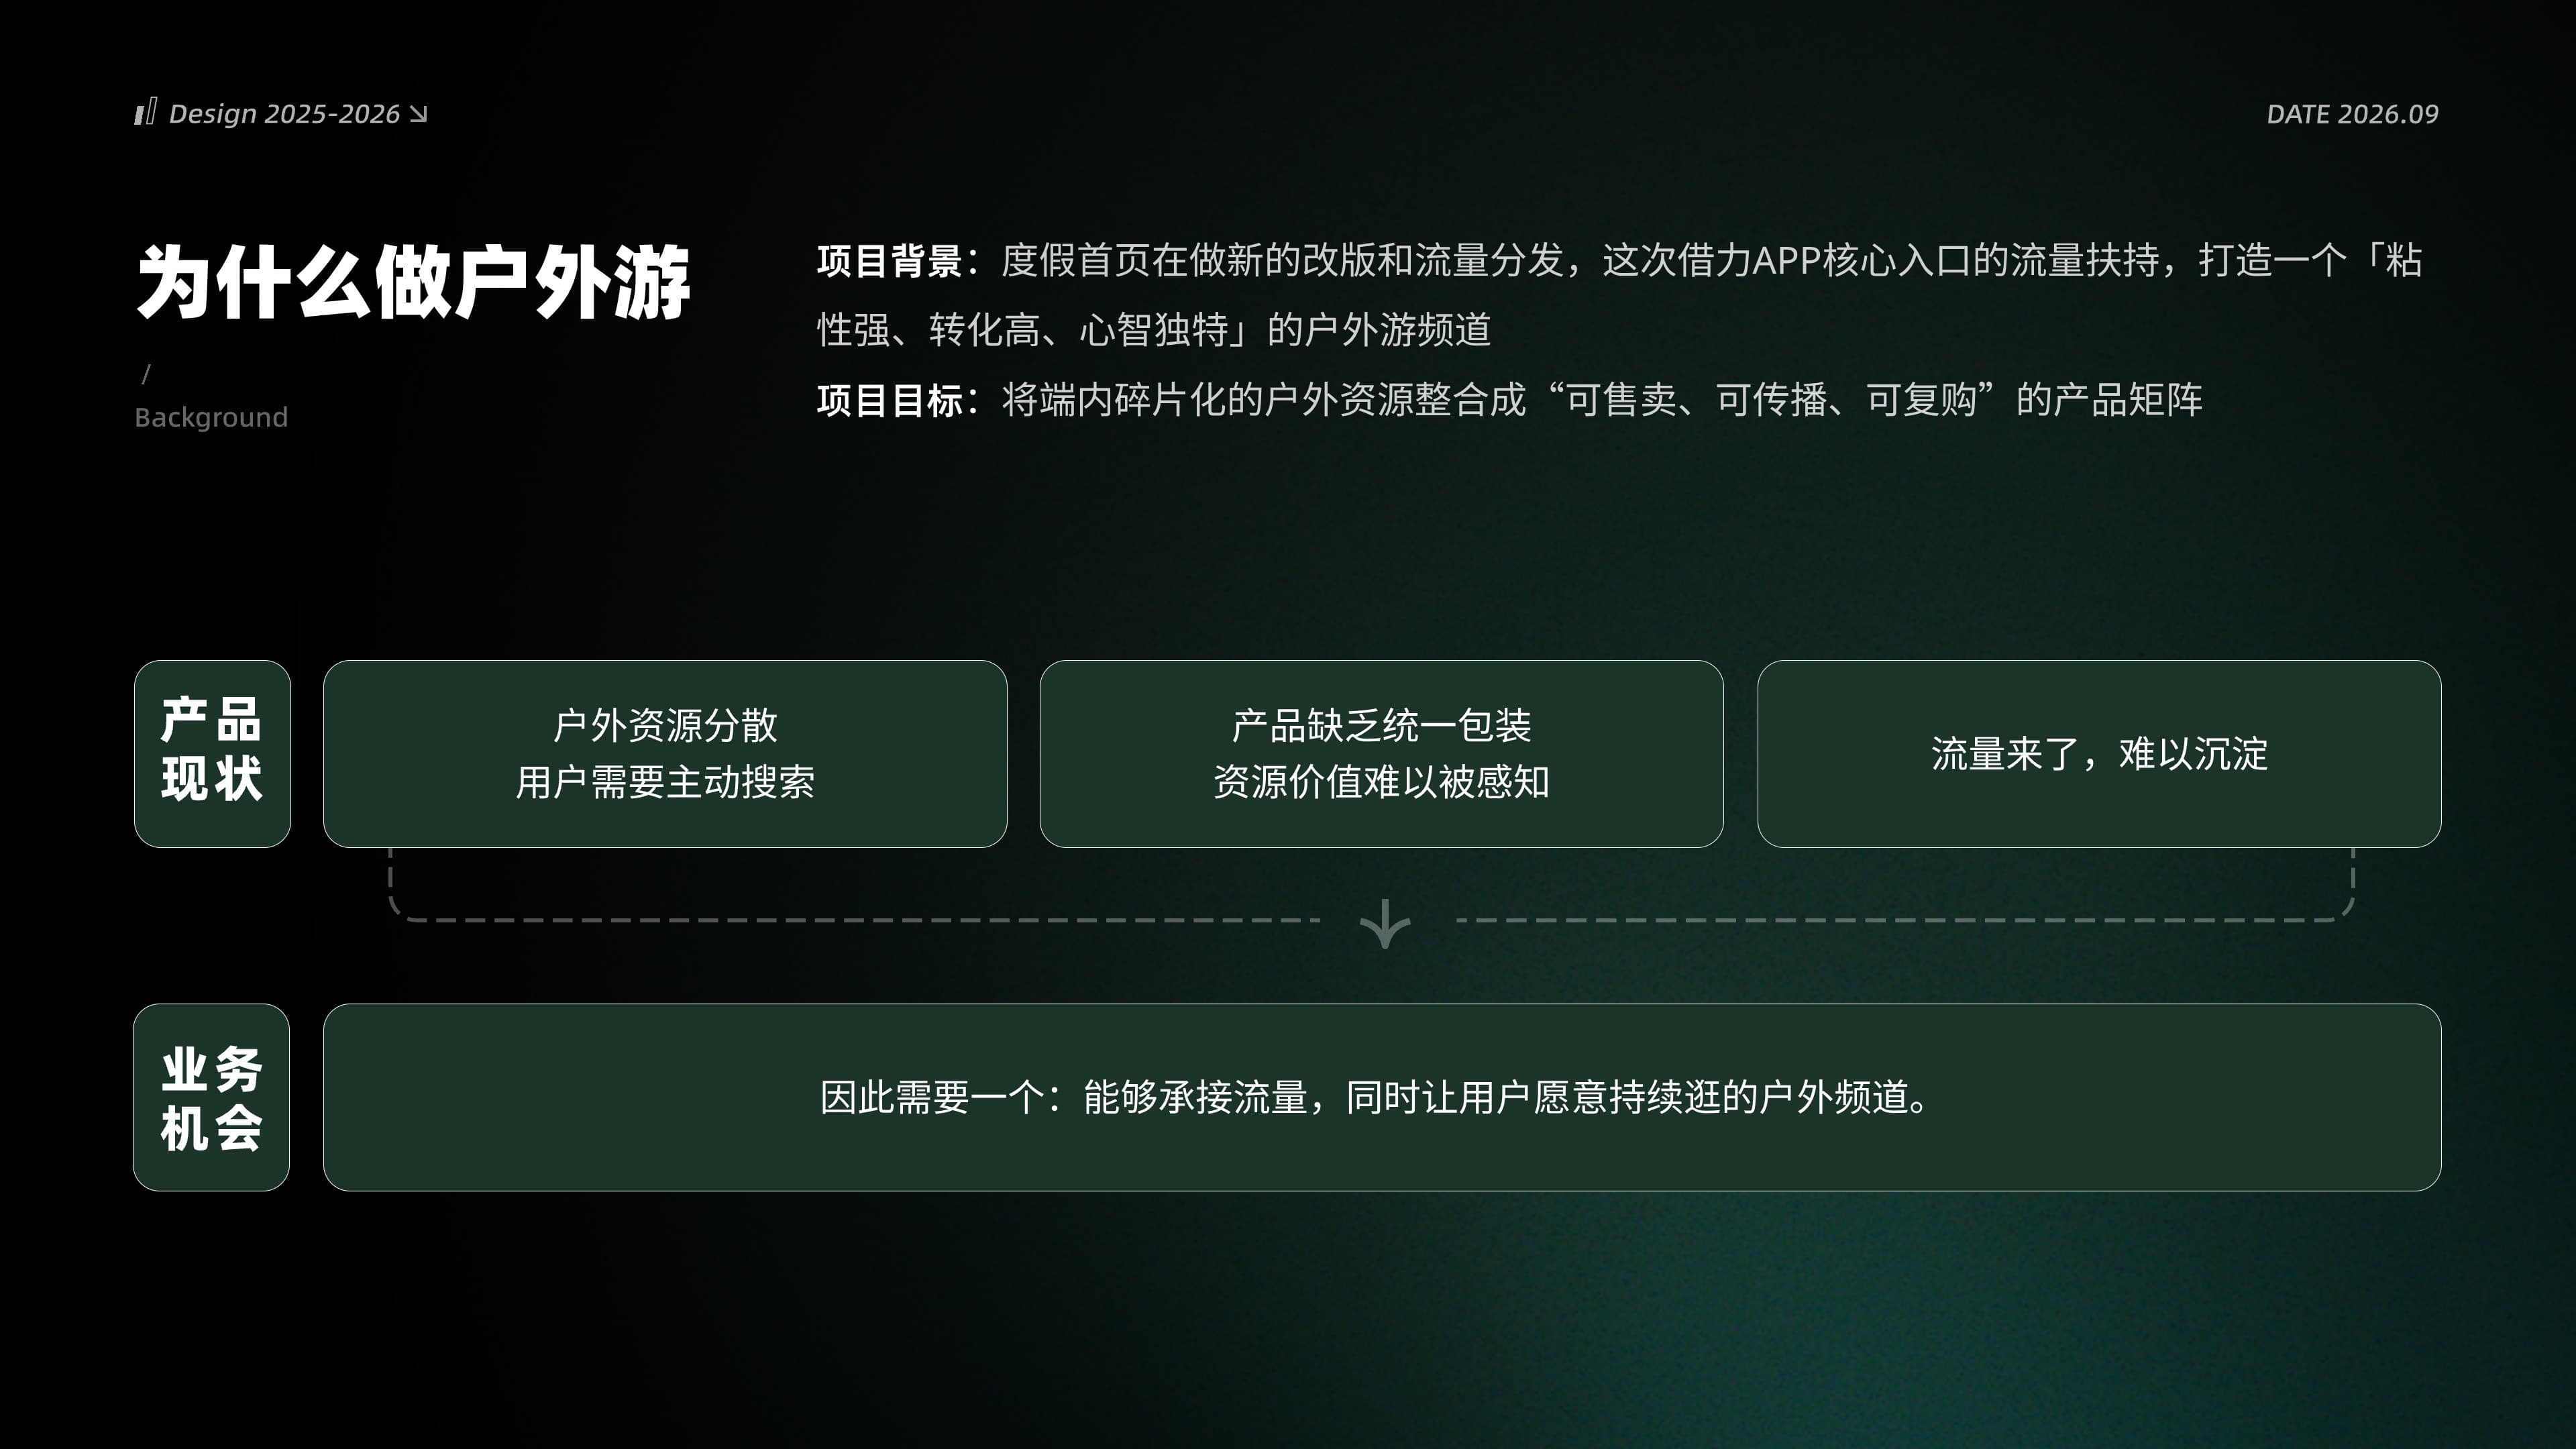 Design 2025-2026
DATE 2026.09
为什么做户外游
/
Background
项目背景：度假首页在做新的改版和流量分发，这次借力APP核心入口的流量扶持，打造一个「粘
性强、转化高、心智独特」的户外游频道
项目目标：将端内碎片化的户外资源整合成“可售卖、可传播、可复购”的产品矩阵
产品
现状
户外资源分散
用户需要主动搜索
产品缺乏统一包装
资源价值难以被感知
流量来了，难以沉淀
业务
机会
因此需要一个：能够承接流量，同时让用户愿意持续逛的户外频道。